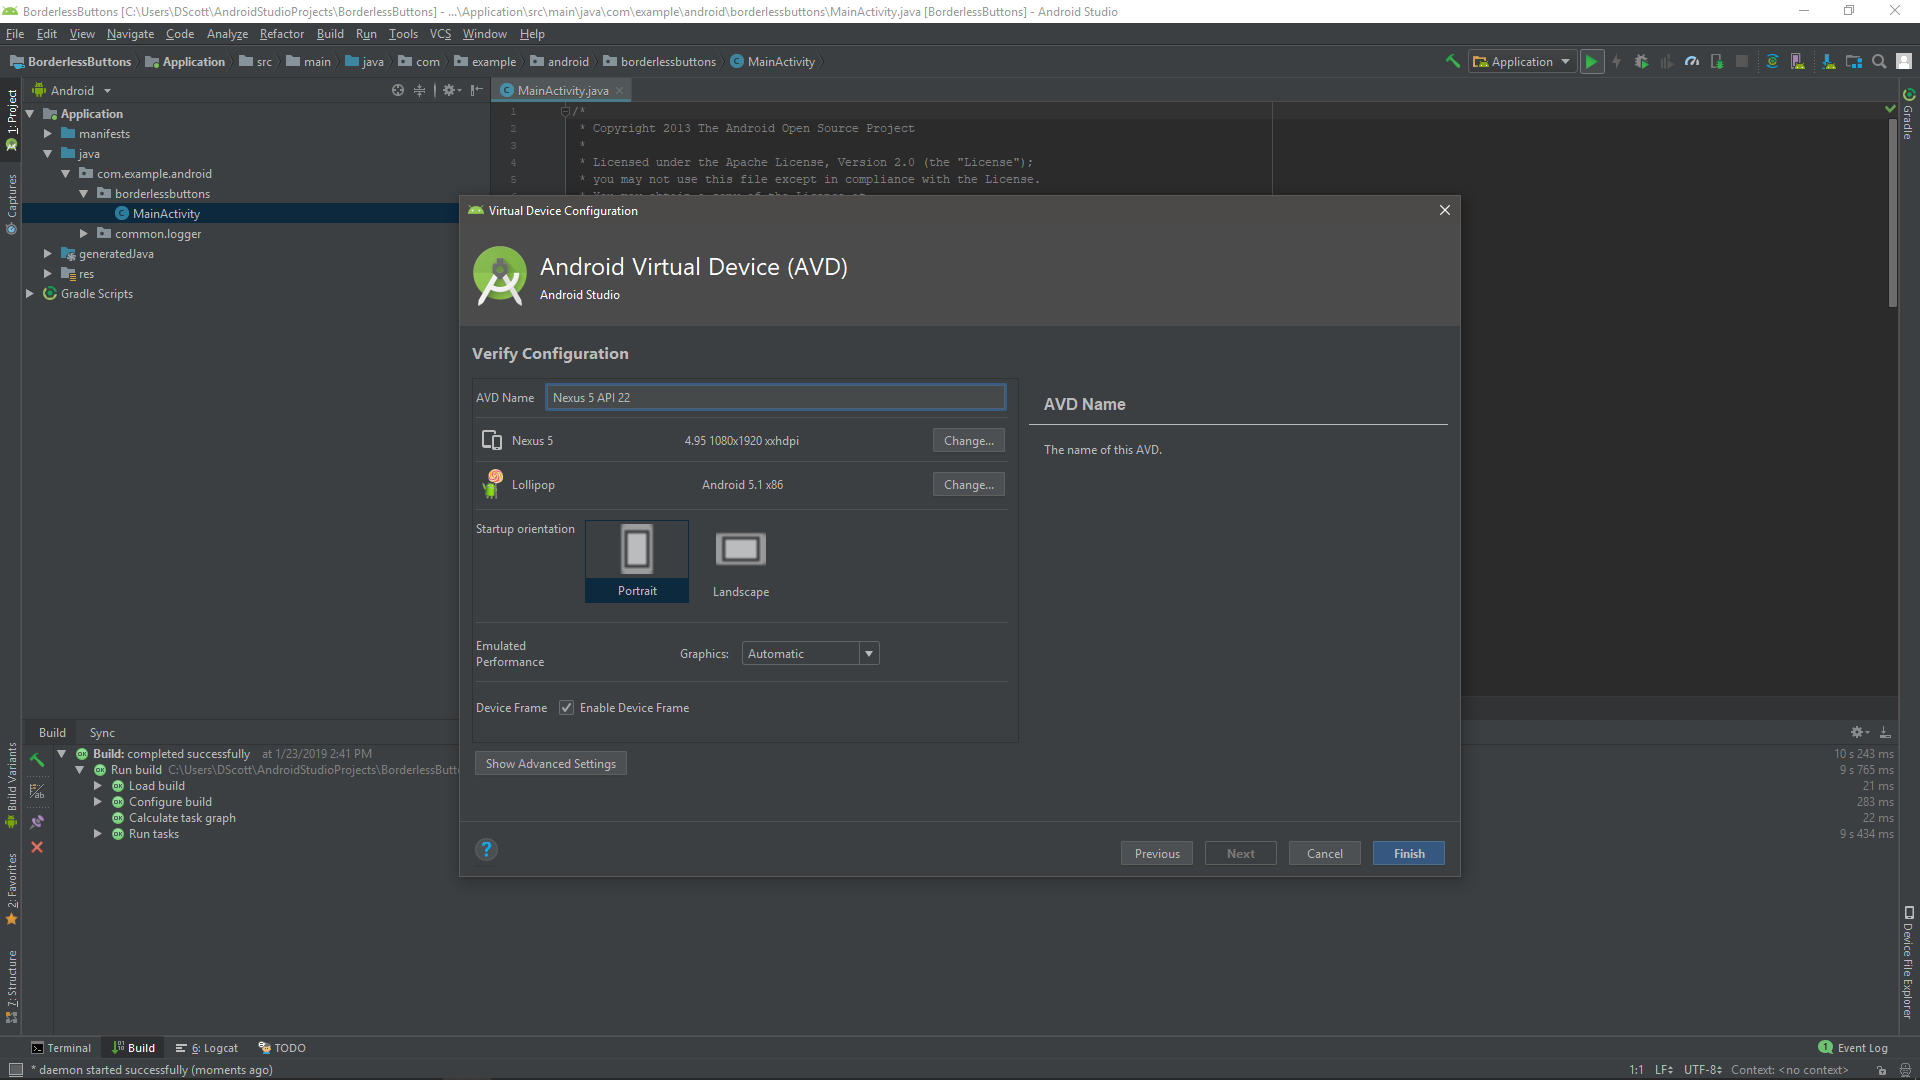 BorderlessButtons [C:\Users\DScott\AndroidStudioProjects\BorderlessButtons] - ...\Application\src\main\java\com\example\android\borderlessbuttons\MainActivity.java [BorderlessButtons] - Android Studio
File Edit View Navigate Code Analyze Refactor Build Run Tools VCS Window Help
BorderlessButtons Application src main java com example android borderlessbuttons MainActivity Application
Android MainActivity.java
1: Project
Captures
Build Variants
2: Favorites
7: Structure
Application
manifests
java
com.example.android
borderlessbuttons
MainActivity
common.logger
generatedJava
res
Gradle Scripts
1 /*
2 * Copyright 2013 The Android Open Source Project
3 *
4 * Licensed under the Apache License, Version 2.0 (the "License");
5 * you may not use this file except in compliance with the License.
Gradle
Device File Explorer
Virtual Device Configuration
Android Virtual Device (AVD)
Android Studio
Verify Configuration
AVD Name Nexus 5 API 22
Nexus 5 4.95 1080x1920 xxhdpi Change...
Lollipop Android 5.1 x86 Change...
Startup orientation
Portrait
Landscape
Emulated
Performance
Graphics: Automatic
Device Frame Enable Device Frame
Show Advanced Settings
AVD Name
The name of this AVD.
? Previous Next Cancel Finish
Build Sync
Build: completed successfully at 1/23/2019 2:41 PM 10 s 243 ms
Run build C:\Users\DScott\AndroidStudioProjects\BorderlessButto 9 s 765 ms
Load build 21 ms
Configure build 283 ms
Calculate task graph 22 ms
Run tasks 9 s 434 ms
Terminal Build 6: Logcat TODO 1 Event Log
* daemon started successfully (moments ago) 1:1 LF UTF-8 Context: <no context>